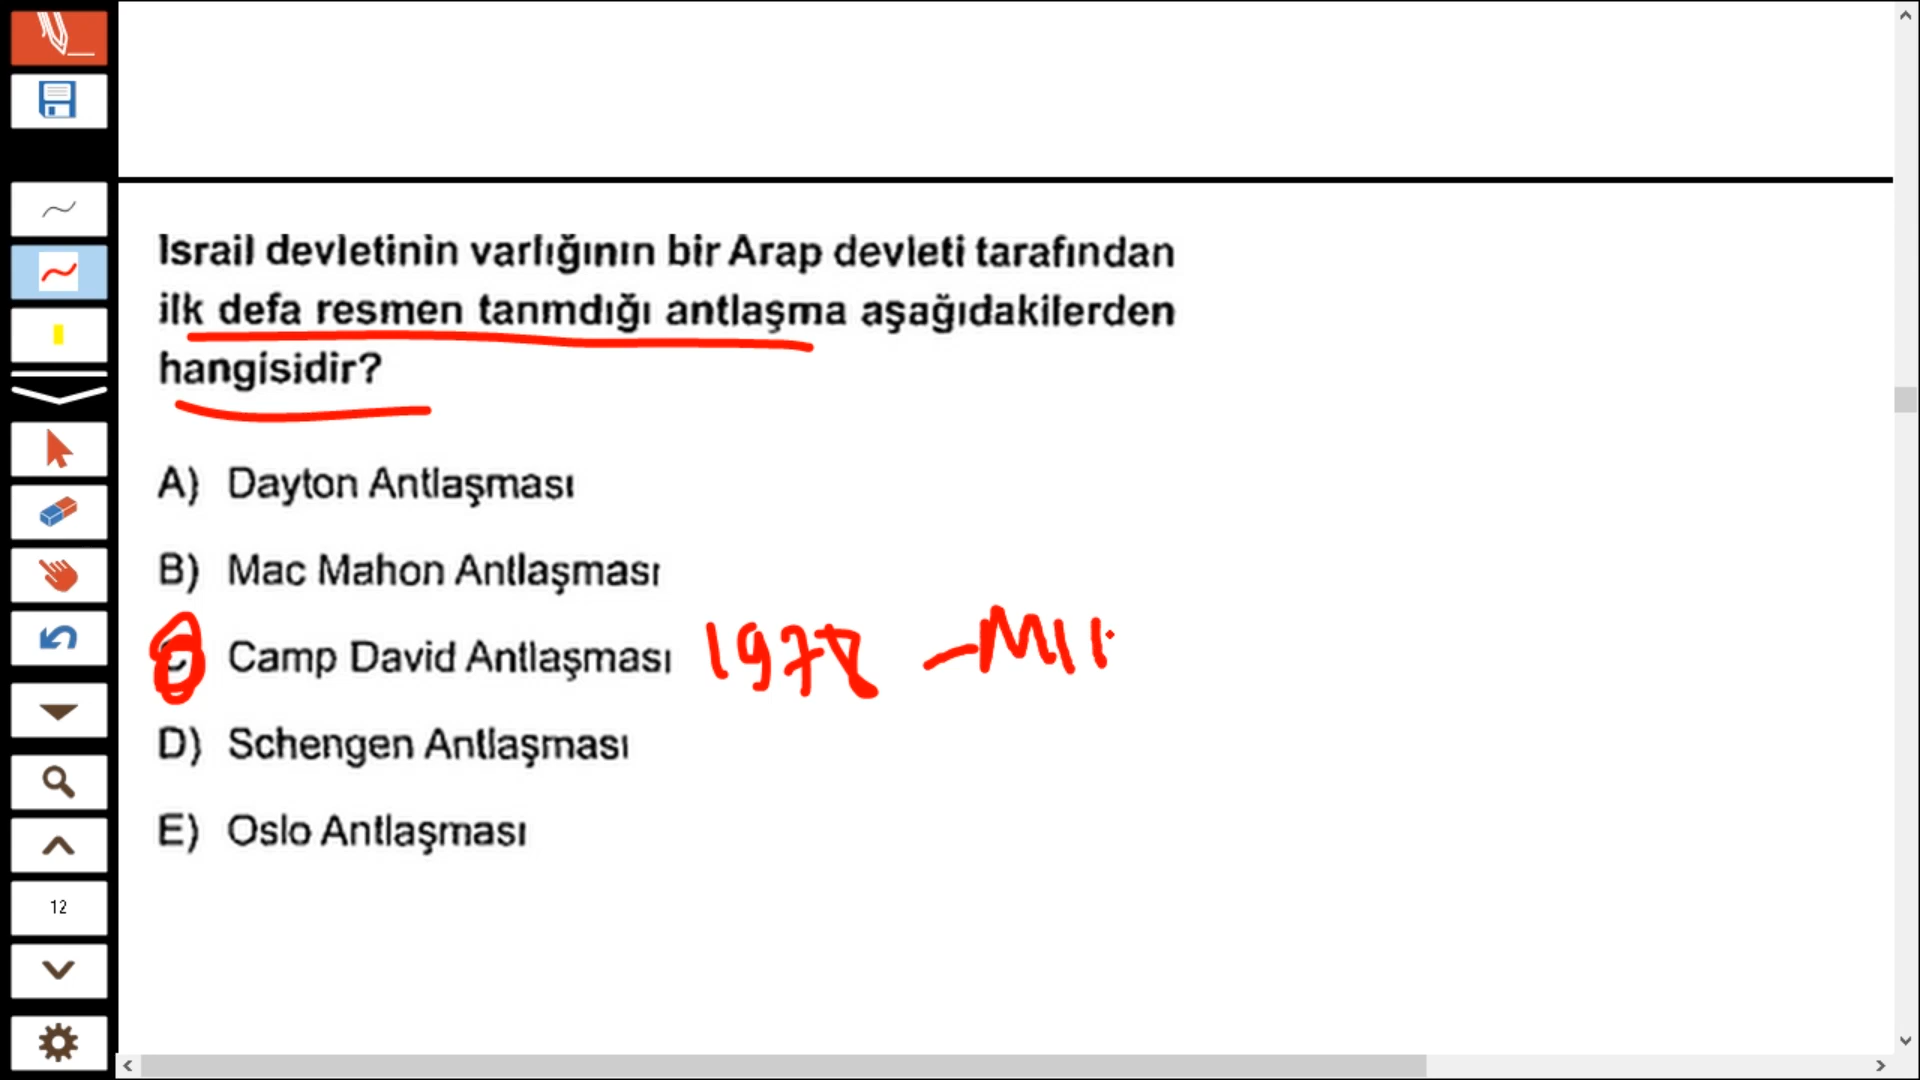 Israil devletinin varlığının bir Arap devleti tarafından
ilk defa resmen tanındığı antlaşma aşağıdakilerden
hangisidir?
A) Dayton Antlaşması
B) Mac Mahon Antlaşması
C) Camp David Antlaşması 1978 -
D) Schengen Antlaşması
E) Oslo Antlaşması
12